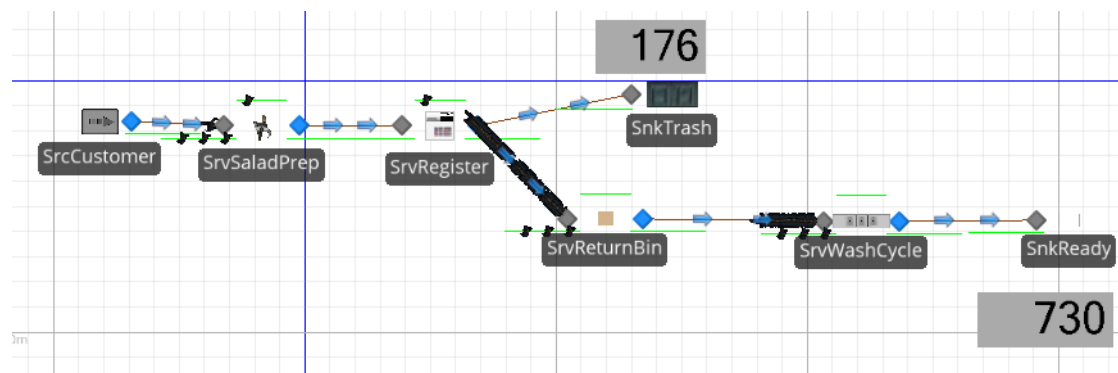 176
SnkTrash
SrcCustomer
SrvSaladPrep
SrvRegister
SrvReturnBin
SrvWashCycle
SnkReady
730